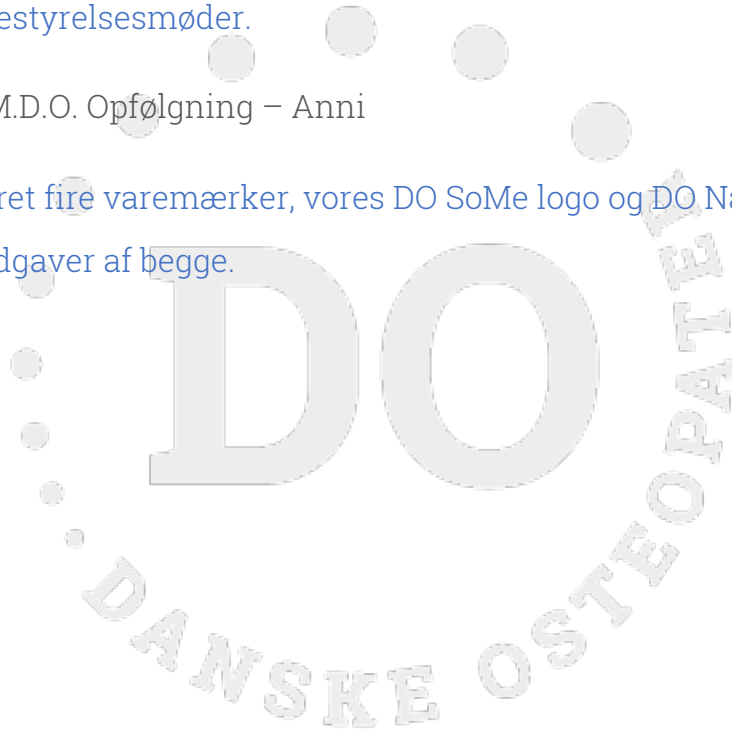 estyrelsesmøder.
M.D.O. Opfølgning – Anni
ret fire varemærker, vores DO SoMe logo og DO Na
dgaver af begge.
DO
DANSKE OSTEOPATER